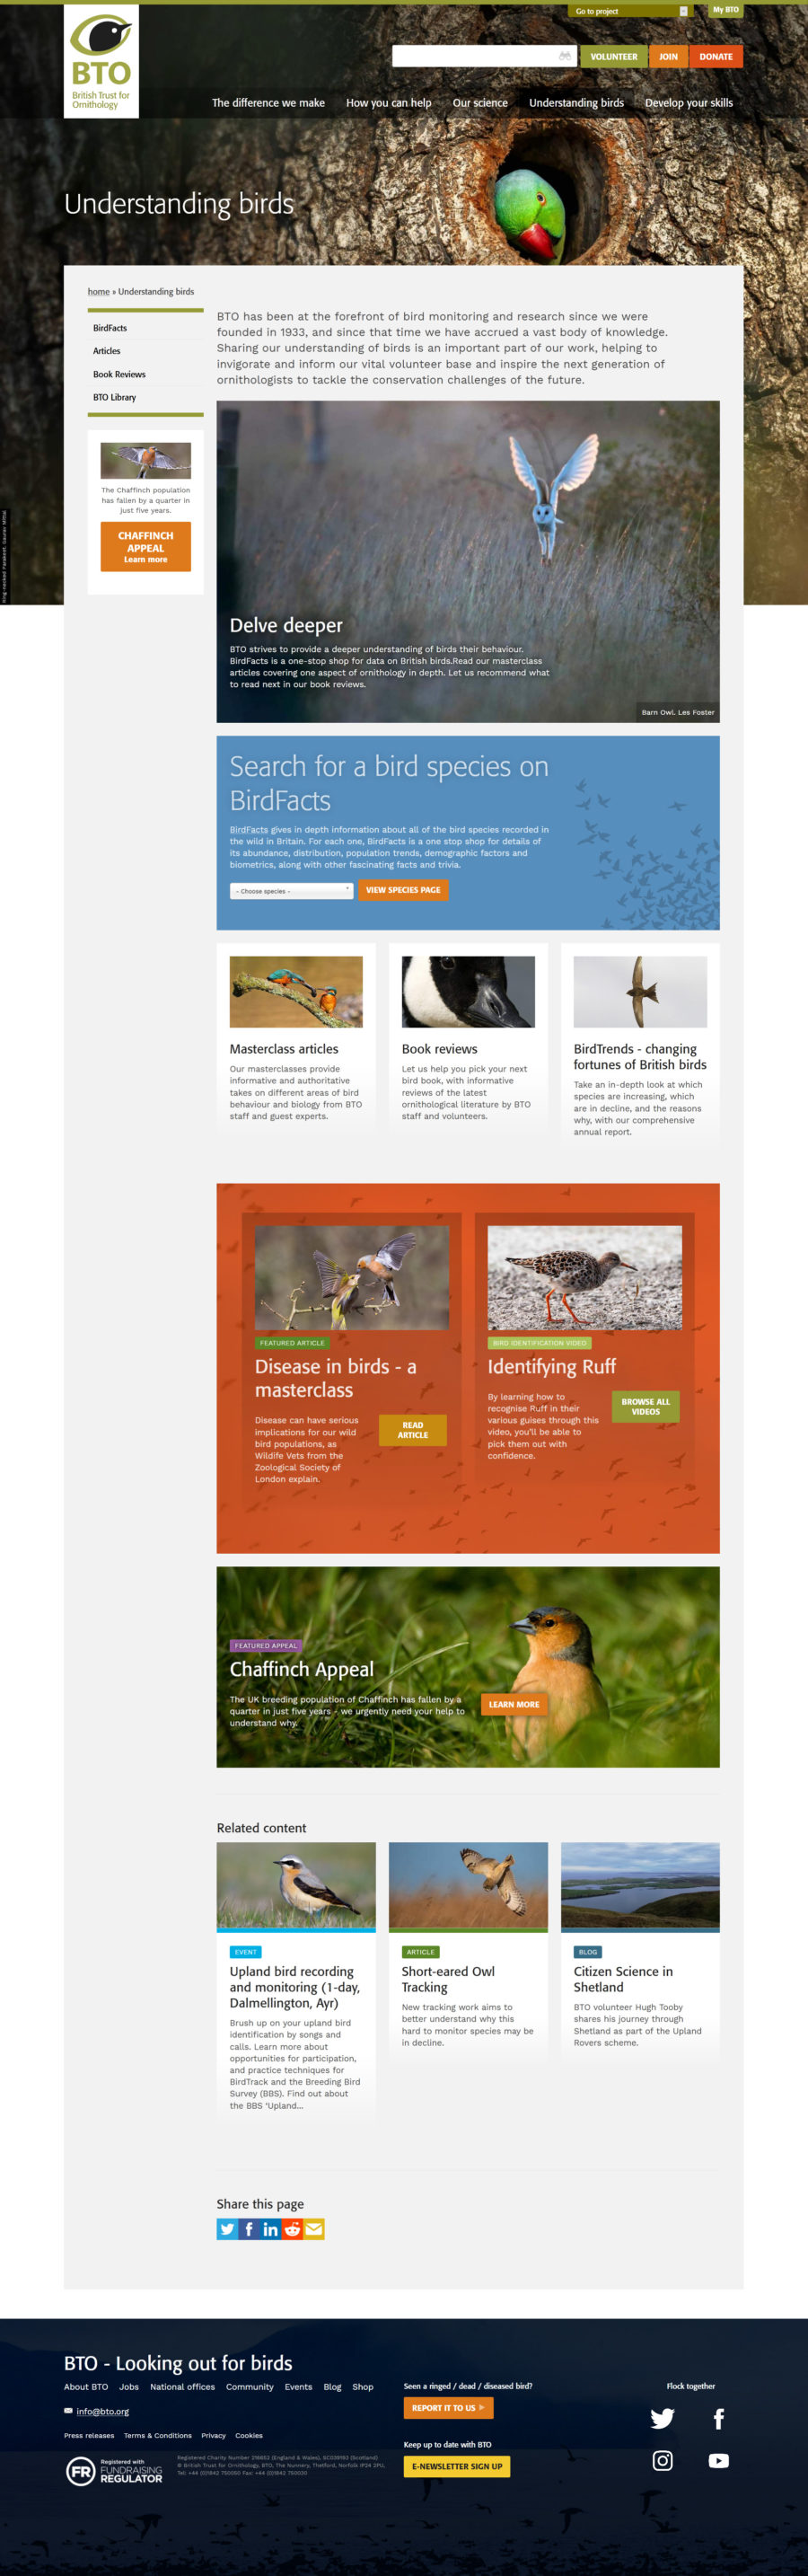 Go to project
My BTO
BTO
British Trust for
Ornithology
VOLUNTEER
JOIN
DONATE
The difference we make
How you can help
Our science
Understanding birds
Develop your skills
Understanding birds
home » Understanding birds
BirdFacts
Articles
Book Reviews
BTO Library
The Chaffinch population
has fallen by a quarter in
just five years.
CHAFFINCH
APPEAL
Learn more
Ring-necked Parakeet. Gaurav Mittal
BTO has been at the forefront of bird monitoring and research since we were
founded in 1933, and since that time we have accrued a vast body of knowledge.
Sharing our understanding of birds is an important part of our work, helping to
invigorate and inform our vital volunteer base and inspire the next generation of
ornithologists to tackle the conservation challenges of the future.
Delve deeper
BTO strives to provide a deeper understanding of birds their behaviour.
BirdFacts is a one-stop shop for data on British birds.Read our masterclass
articles covering one aspect of ornithology in depth. Let us recommend what
to read next in our book reviews.
Barn Owl. Les Foster
Search for a bird species on
BirdFacts
BirdFacts gives in depth information about all of the bird species recorded in
the wild in Britain. For each one, BirdFacts is a one stop shop for details of
its abundance, distribution, population trends, demographic factors and
biometrics, along with other fascinating facts and trivia.
- Choose species -
VIEW SPECIES PAGE
Masterclass articles
Our masterclasses provide
informative and authoritative
takes on different areas of bird
behaviour and biology from BTO
staff and guest experts.
Book reviews
Let us help you pick your next
bird book, with informative
reviews of the latest
ornithological literature by BTO
staff and volunteers.
BirdTrends - changing
fortunes of British birds
Take an in-depth look at which
species are increasing, which
are in decline, and the reasons
why, with our comprehensive
annual report.
FEATURED ARTICLE
Disease in birds - a
masterclass
Disease can have serious
implications for our wild
bird populations, as
Wildife Vets from the
Zoological Society of
London explain.
READ
ARTICLE
BIRD IDENTIFICATION VIDEO
Identifying Ruff
By learning how to
recognise Ruff in their
various guises through this
video, you'll be able to
pick them out with
confidence.
BROWSE ALL
VIDEOS
FEATURED APPEAL
Chaffinch Appeal
The UK breeding population of Chaffinch has fallen by a
quarter in just five years - we urgently need your help to
understand why.
LEARN MORE
Related content
EVENT
Upland bird recording
and monitoring (1-day,
Dalmellington, Ayr)
Brush up on your upland bird
identification by songs and
calls. Learn more about
opportunities for participation,
and practice techniques for
BirdTrack and the Breeding Bird
Survey (BBS). Find out about
the BBS 'Upland...
ARTICLE
Short-eared Owl
Tracking
New tracking work aims to
better understand why this
hard to monitor species may be
in decline.
BLOG
Citizen Science in
Shetland
BTO volunteer Hugh Tooby
shares his journey through
Shetland as part of the Upland
Rovers scheme.
Share this page
BTO - Looking out for birds
About BTO
Jobs
National offices
Community
Events
Blog
Shop
info@bto.org
Press releases
Terms & Conditions
Privacy
Cookies
FR
Registered with
FUNDRAISING
REGULATOR
Registered Charity Number 216652 (England & Wales), SC039193 (Scotland)
© British Trust for Ornithology, BTO, The Nunnery, Thetford, Norfolk IP24 2PU,
Tel: +44 (0)1842 750050 Fax: +44 (0)1842 750030
Seen a ringed / dead / diseased bird?
REPORT IT TO US
Keep up to date with BTO
E-NEWSLETTER SIGN UP
Flock together